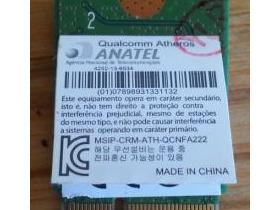 2
Qualcomm Atheros
ANATEL
Agência Nacional de Telecomunicações
4252-13-6534
(01)07898931331132
Este equipamento opera em caráter secundário,
isto é, não tem direito a proteção contra
interferência prejudicial, mesmo de estações
do mesmo tipo, e não pode causar interferência
a sistemas operando em caráter primário.
MSIP-CRM-ATH-QCNFA222
해당 무선설비는 운용 중
전파혼신 가능성이 있음
MADE IN CHINA